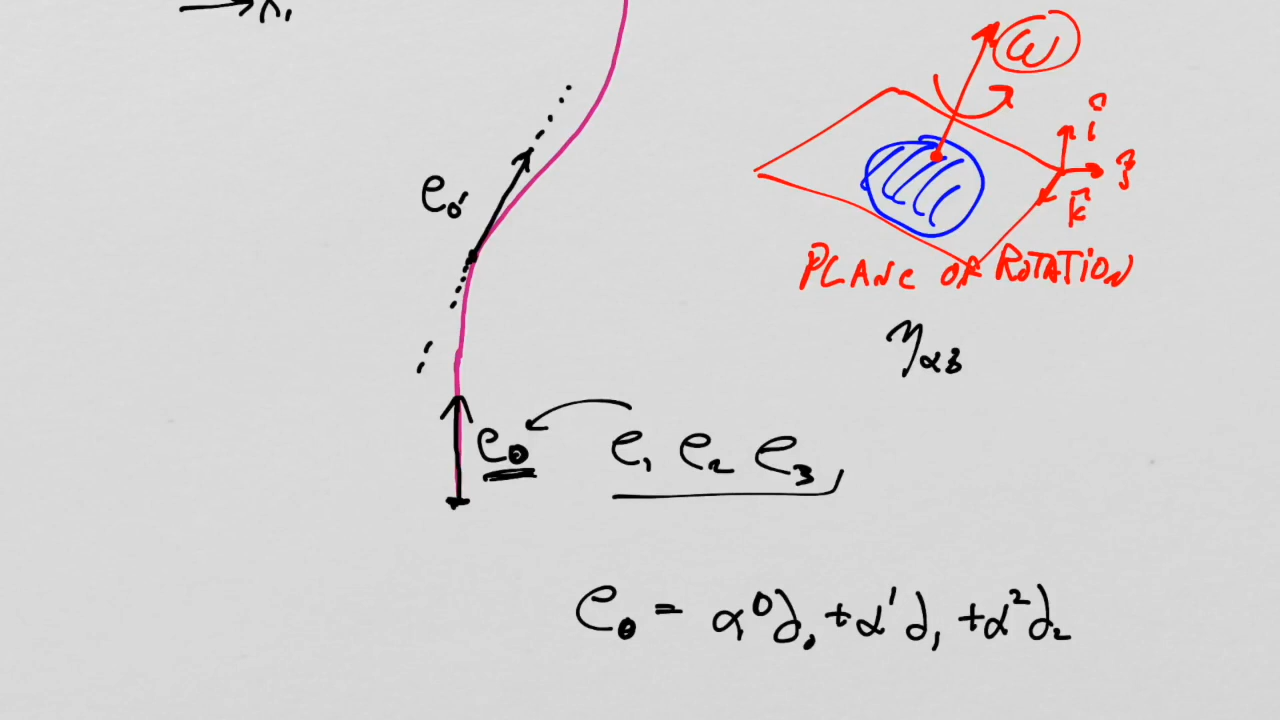 ω
î
ĵ
k̂
e₀′
PLANE OF ROTATION
η_αβ
e₀ e₁ e₂ e₃
e₀ = α⁰∂₀ + α¹∂₁ + α²∂₂